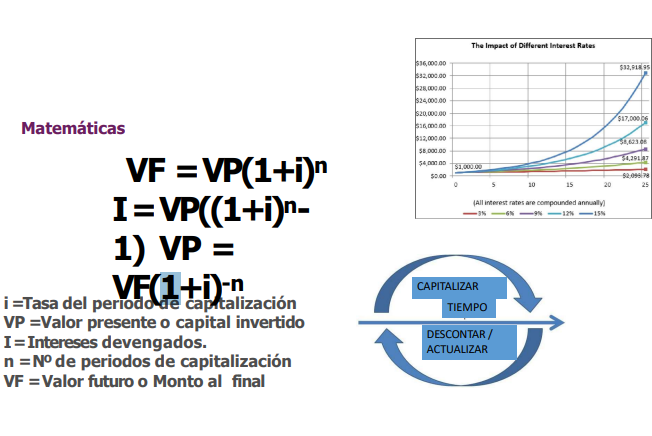 Matemáticas
VF = VP(1+i)ⁿ
I = VP((1+i)ⁿ-
1) VP =
VF(1+i)⁻ⁿ
i =Tasa del periodo de capitalización
VP =Valor presente o capital invertido
I = Intereses devengados.
n = Nº de periodos de capitalización
VF = Valor futuro o Monto al final
The Impact of Different Interest Rates
$36,000.00
$32,000.00
$28,000.00
$24,000.00
$20,000.00
$16,000.00
$12,000.00
$8,000.00
$4,000.00
$0.00
$32,918.95
$17,000.06
$8,623.08
$4,291.87
$2,093.78
$1,000.00
0 5 10 15 20 25
(All interest rates are compounded annually)
3% 6% 9% 12% 15%
CAPITALIZAR
TIEMPO
DESCONTAR /
ACTUALIZAR